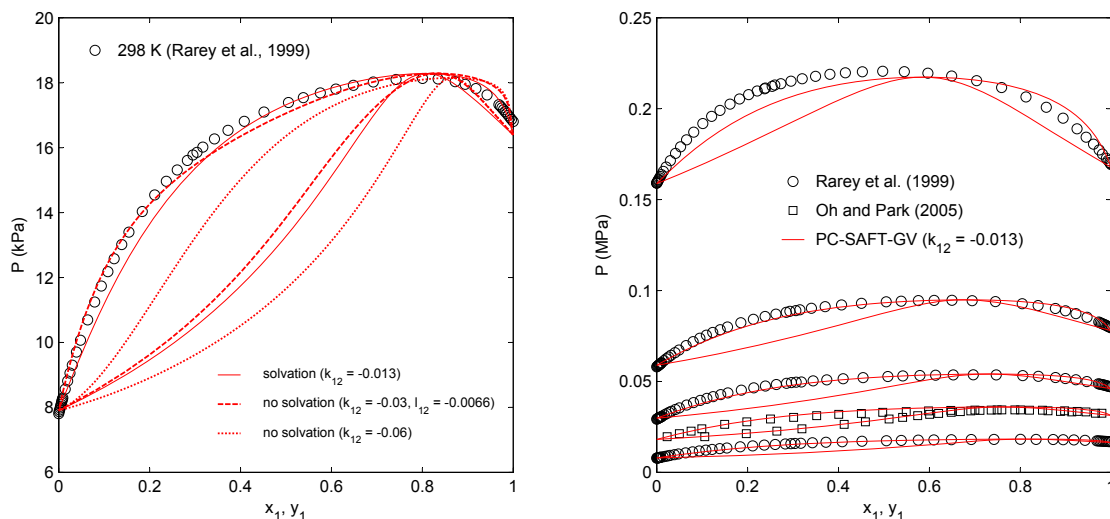 20
18
16
14
12
10
8
6
P (kPa)
298 K (Rarey et al., 1999)
solvation (k12 = -0.013)
no solvation (k12 = -0.03, l12 = -0.0066)
no solvation (k12 = -0.06)
0 0.2 0.4 0.6 0.8 1
x1, y1
0.25
0.2
0.15
0.1
0.05
0
P (MPa)
Rarey et al. (1999)
Oh and Park (2005)
PC-SAFT-GV (k12 = -0.013)
0 0.2 0.4 0.6 0.8 1
x1, y1